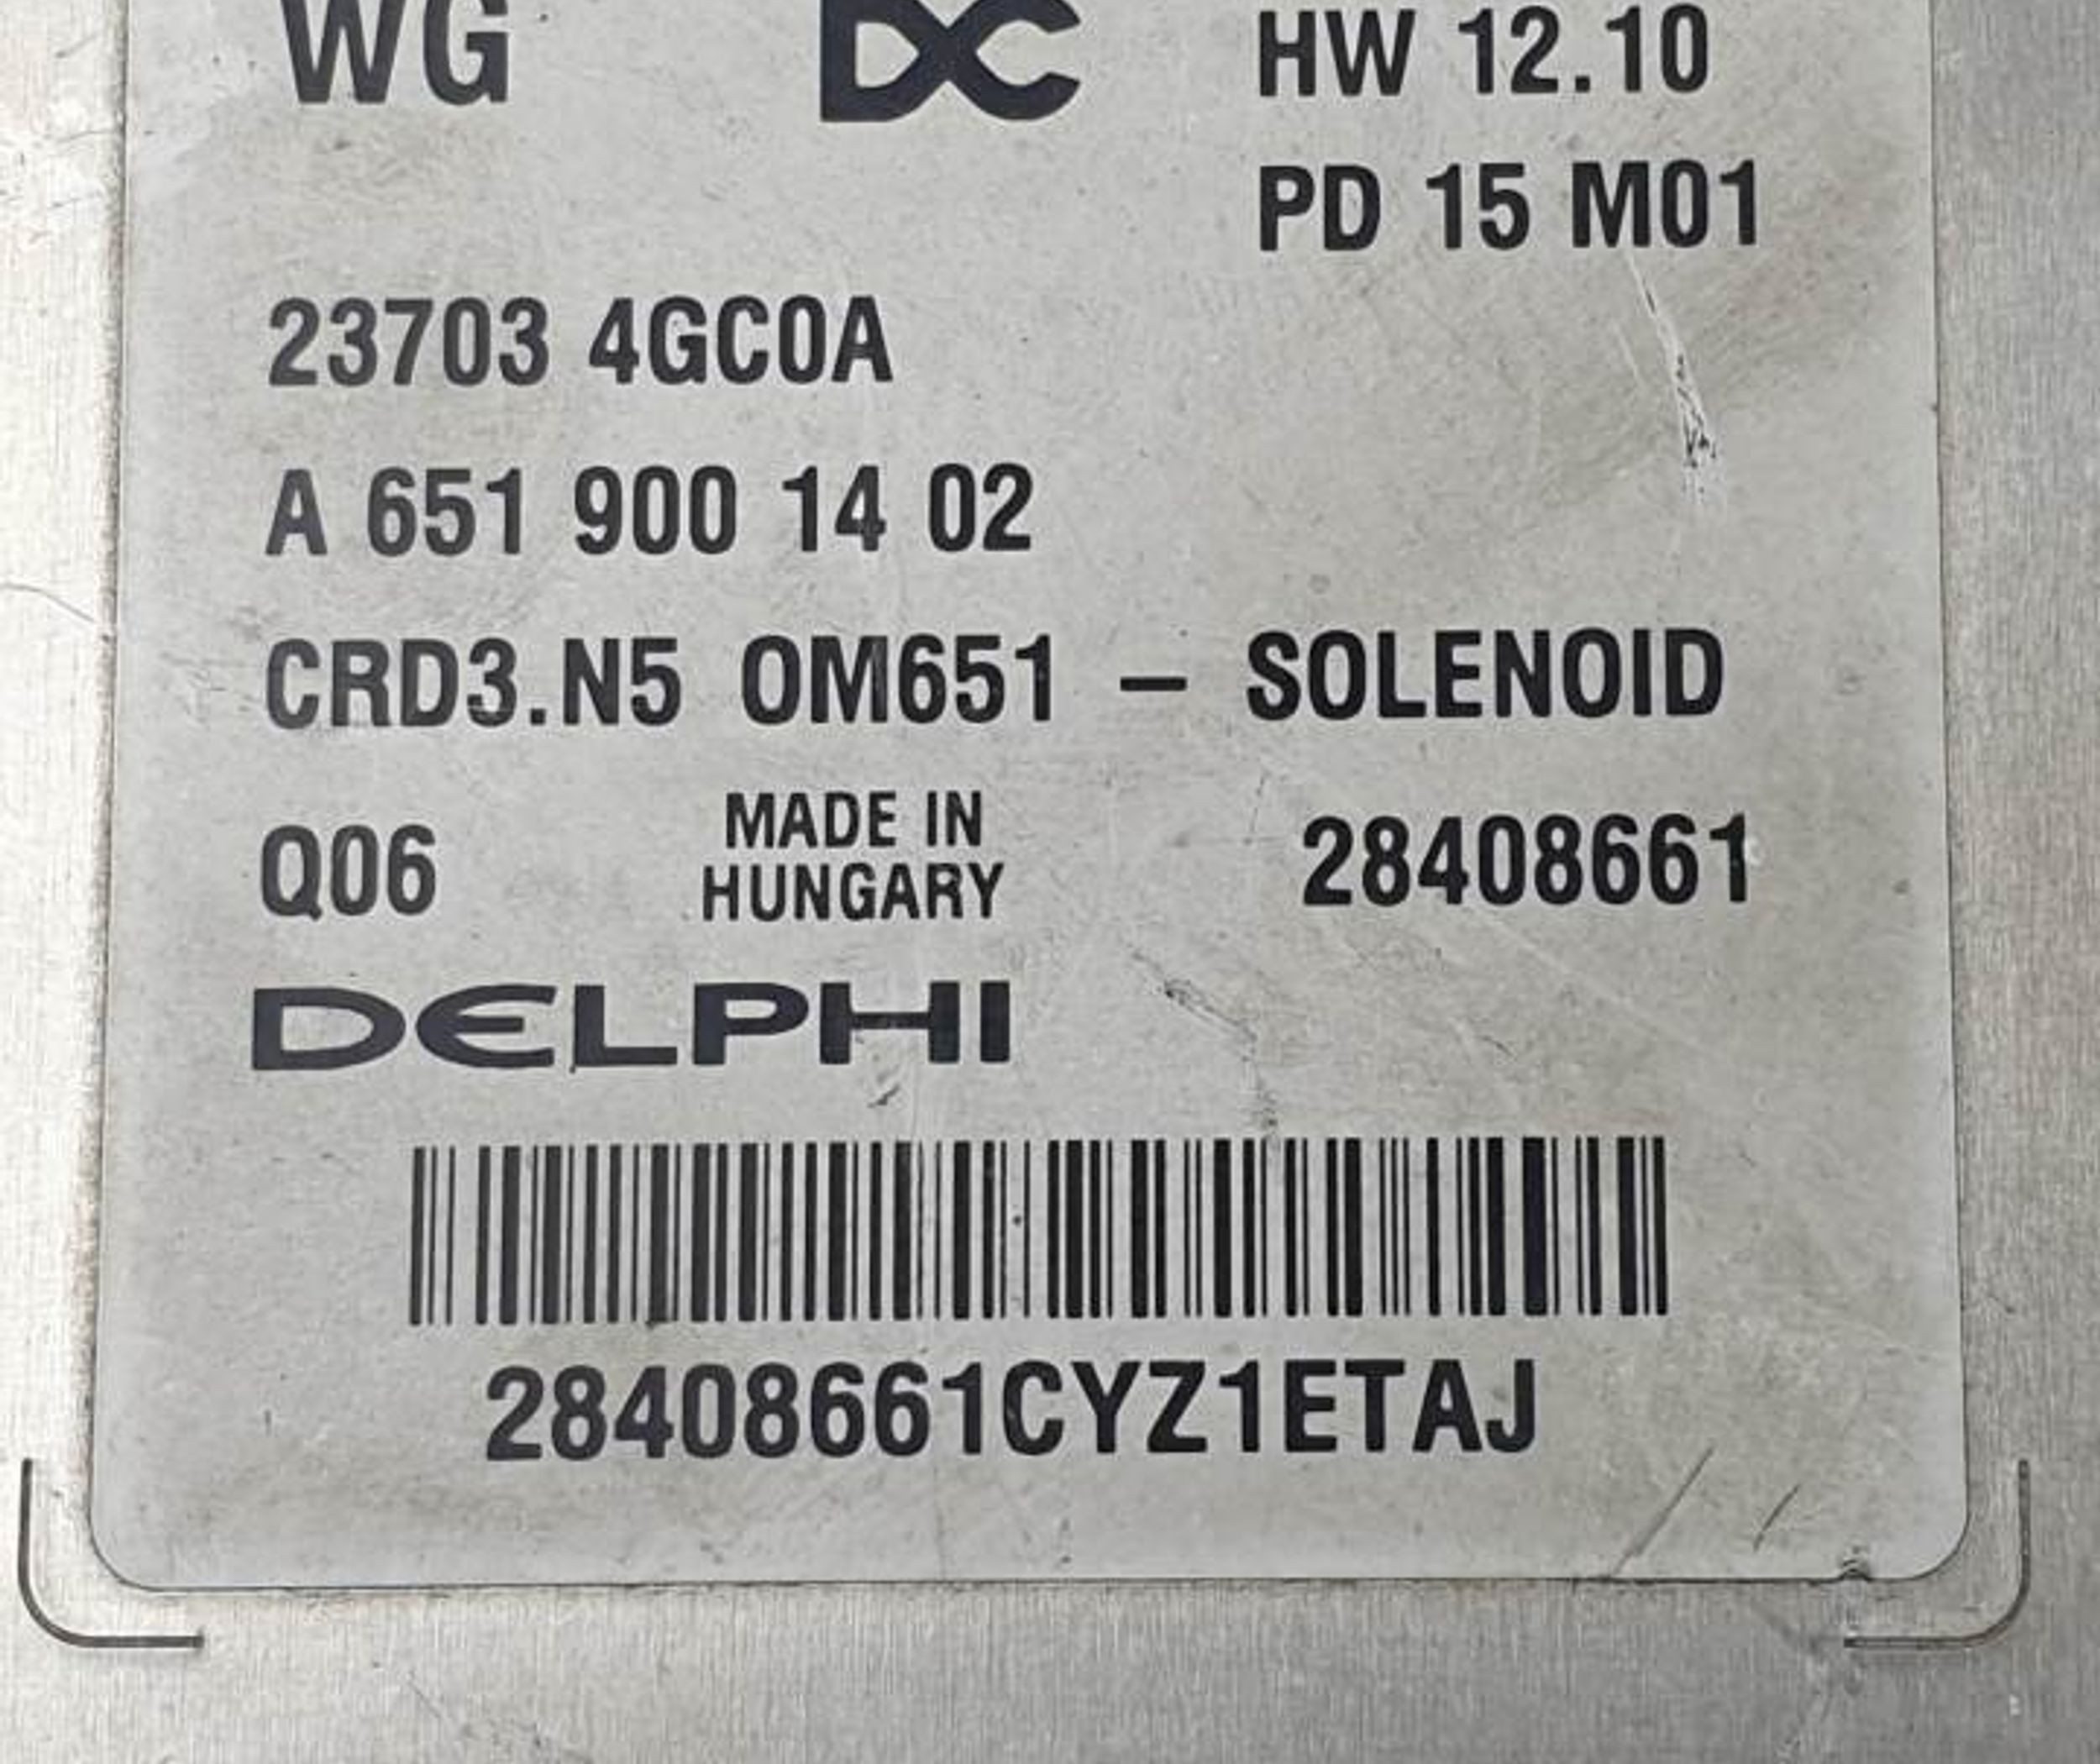 WG DC HW 12.10
PD 15 M01
23703 4GC0A
A 651 900 14 02
CRD3.N5 OM651 – SOLENOID
Q06 MADE IN HUNGARY 28408661
DELPHI
28408661CYZ1ETAJ